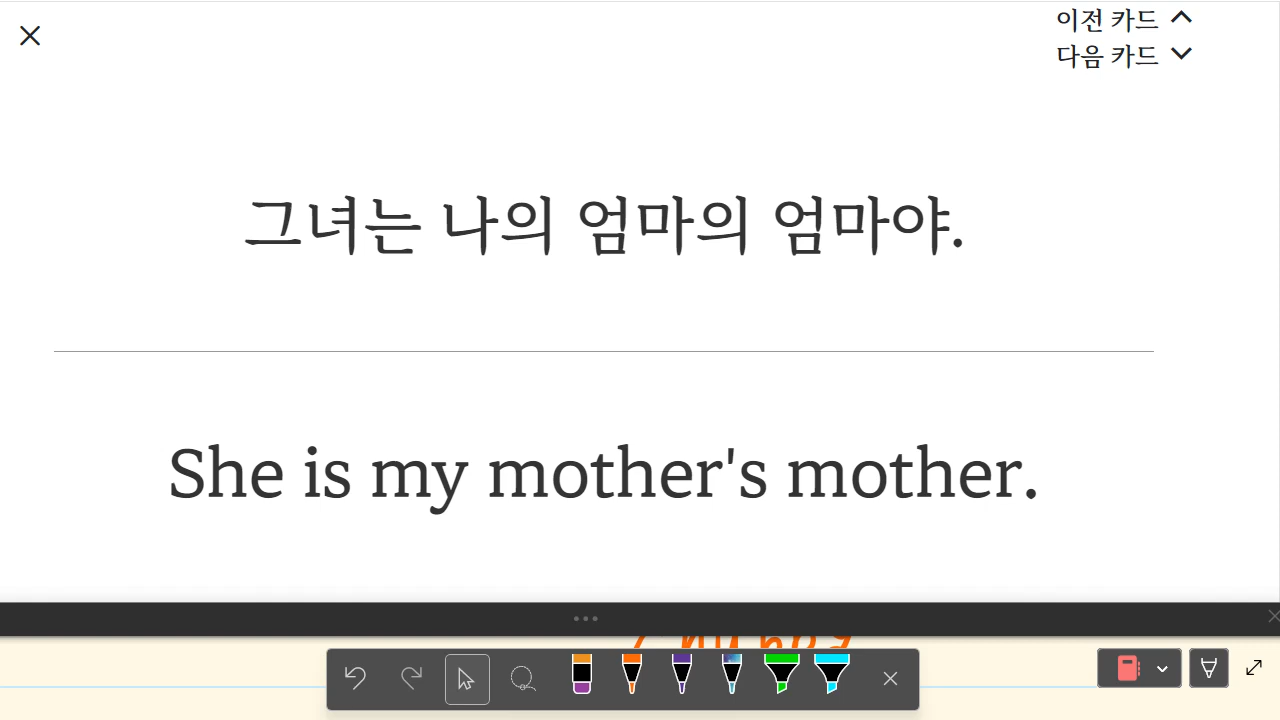 이전 카드
다음 카드
그녀는 나의 엄마의 엄마야.
She is my mother's mother.